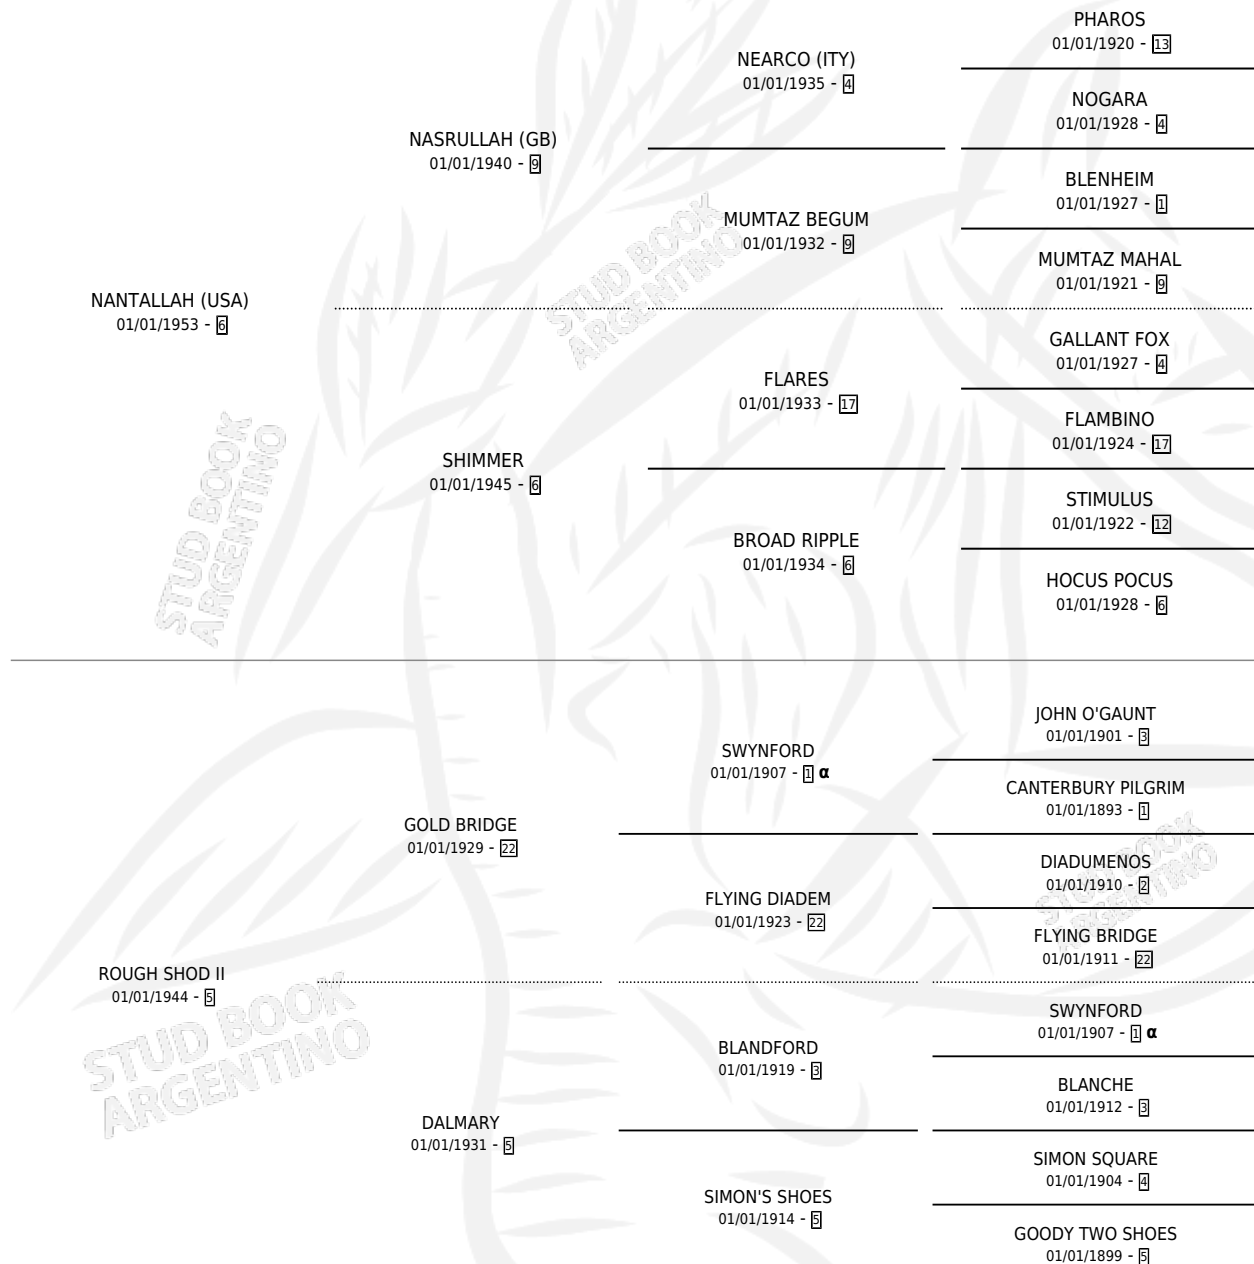 PHAROS
01/01/1920 - 13
NEARCO (ITY)
01/01/1935 - 4
NOGARA
01/01/1928 - 4
NASRULLAH (GB)
01/01/1940 - 9
BLENHEIM
01/01/1927 - 1
MUMTAZ BEGUM
01/01/1932 - 9
MUMTAZ MAHAL
01/01/1921 - 9
NANTALLAH (USA)
01/01/1953 - 6
GALLANT FOX
01/01/1927 - 4
FLARES
01/01/1933 - 17
FLAMBINO
01/01/1924 - 17
SHIMMER
01/01/1945 - 6
STIMULUS
01/01/1922 - 12
BROAD RIPPLE
01/01/1934 - 6
HOCUS POCUS
01/01/1928 - 6
STUD BOOK
ARGENTINO
STUD BOOK
ARGENTINO
JOHN O'GAUNT
01/01/1901 - 3
SWYNFORD
01/01/1907 - 1 α
CANTERBURY PILGRIM
01/01/1893 - 1
GOLD BRIDGE
01/01/1929 - 22
DIADUMENOS
01/01/1910 - 2
FLYING DIADEM
01/01/1923 - 22
FLYING BRIDGE
01/01/1911 - 22
ROUGH SHOD II
01/01/1944 - 5
SWYNFORD
01/01/1907 - 1 α
BLANDFORD
01/01/1919 - 3
BLANCHE
01/01/1912 - 3
DALMARY
01/01/1931 - 5
SIMON SQUARE
01/01/1904 - 4
SIMON'S SHOES
01/01/1914 - 5
GOODY TWO SHOES
01/01/1899 - 5
STUD BOOK
ARGENTINO
STUD BOOK
ARGENTINO